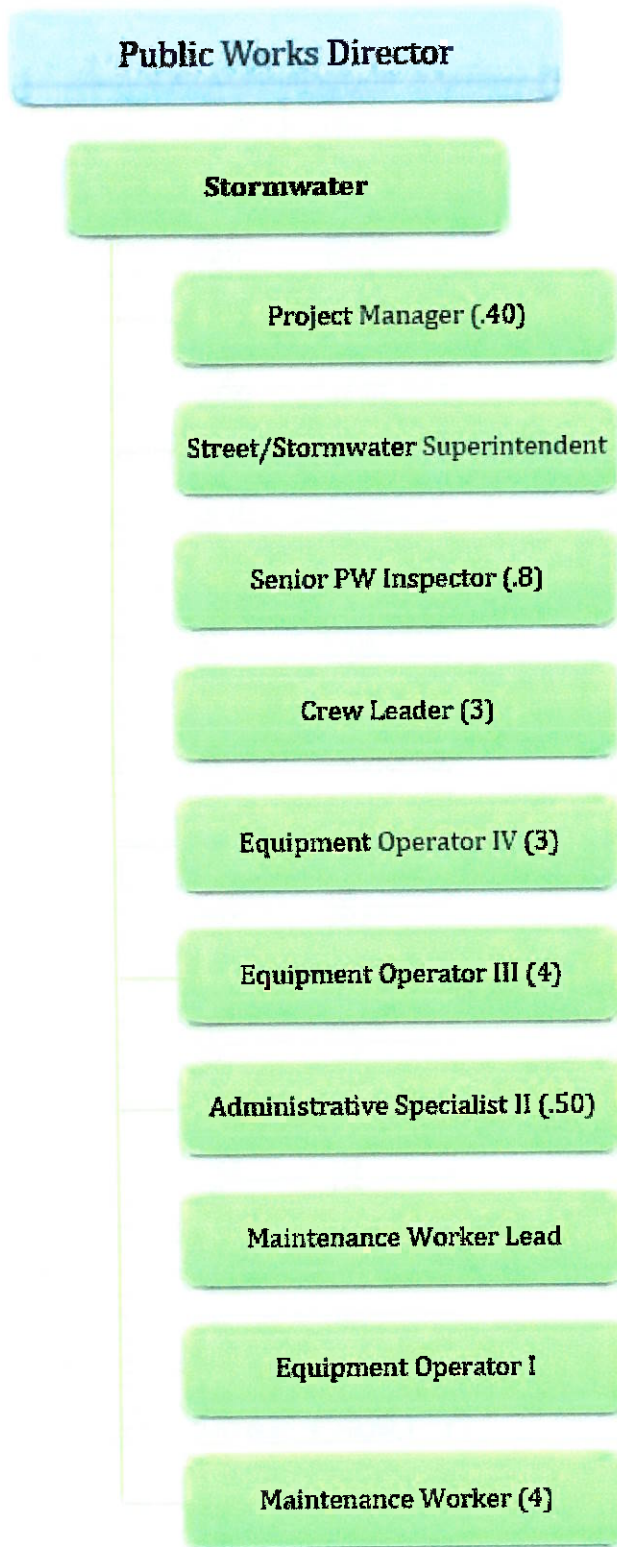 Public Works Director
Stormwater
Project Manager (.40)
Street/Stormwater Superintendent
Senior PW Inspector (.8)
Crew Leader (3)
Equipment Operator IV (3)
Equipment Operator III (4)
Administrative Specialist II (.50)
Maintenance Worker Lead
Equipment Operator I
Maintenance Worker (4)